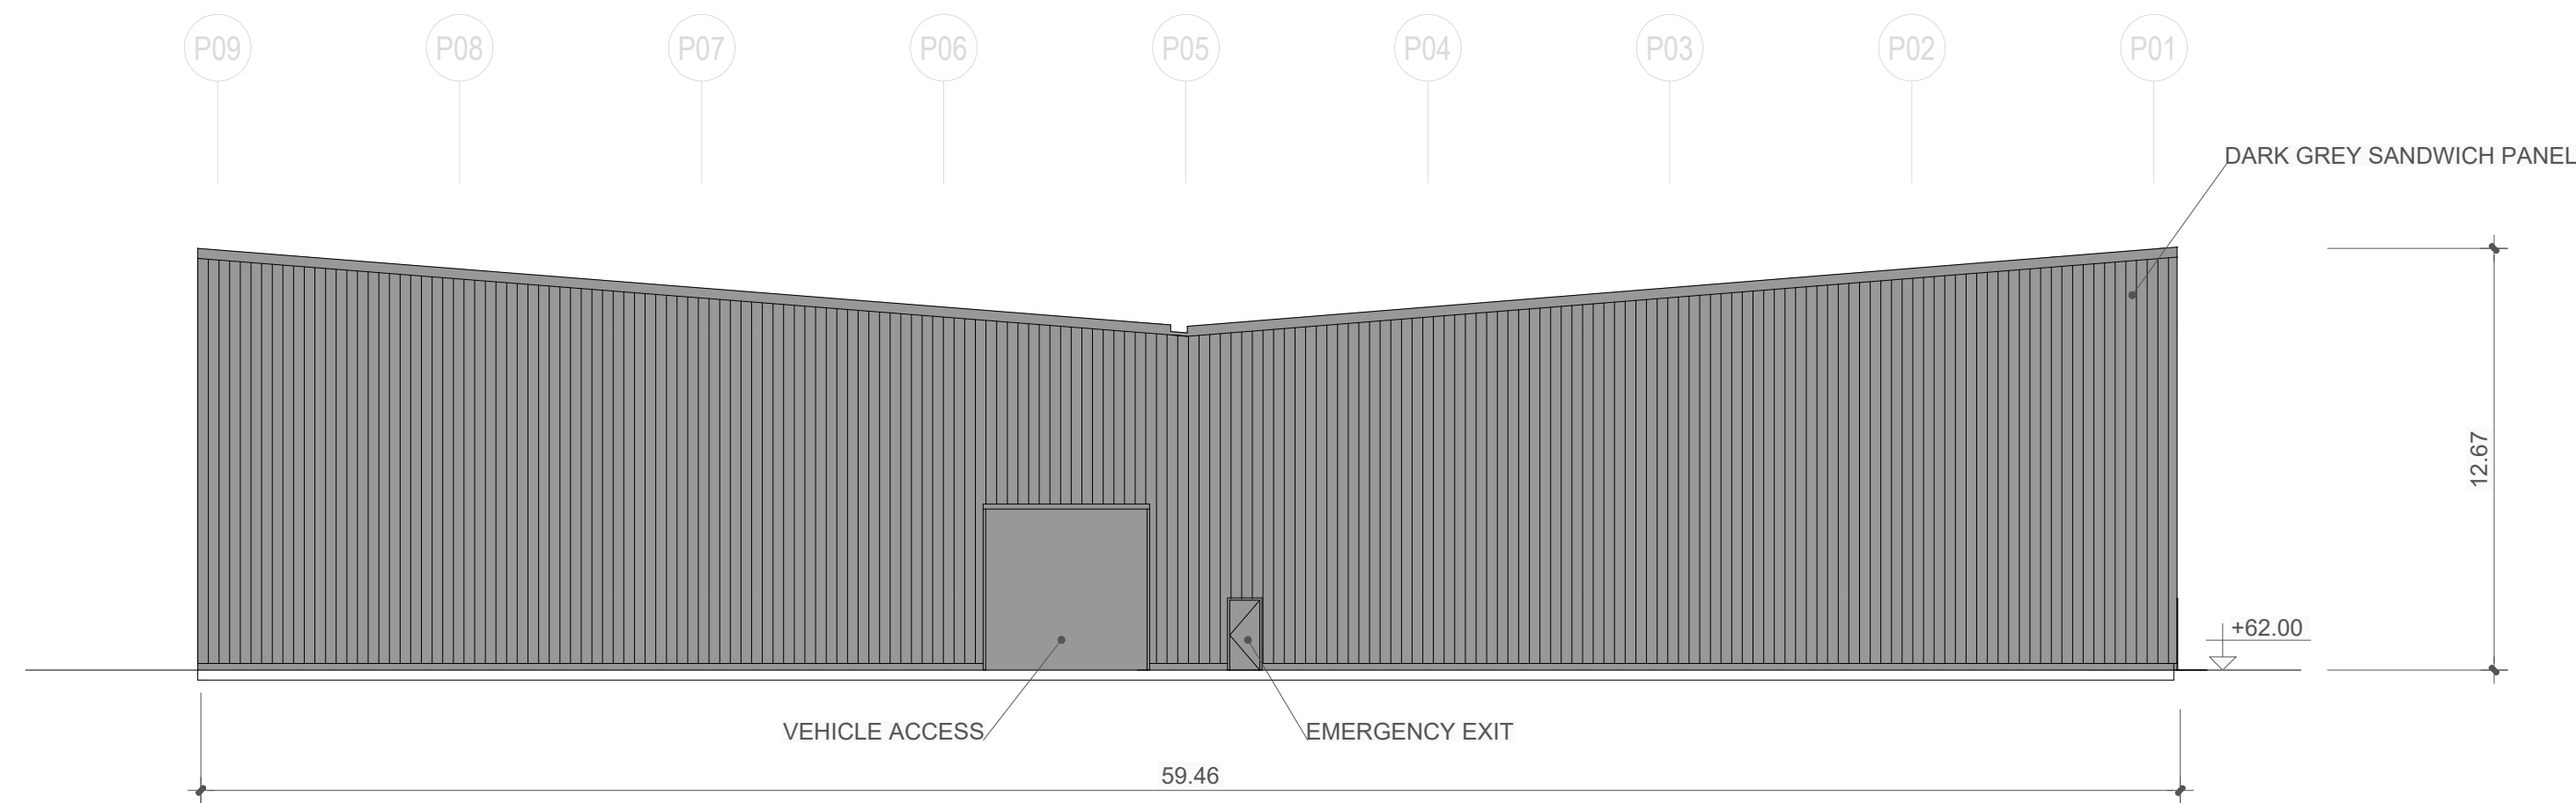 P09 P08 P07 P06 P05 P04 P03 P02 P01
DARK GREY SANDWICH PANEL
12.67
+62.00
VEHICLE ACCESS
EMERGENCY EXIT
59.46